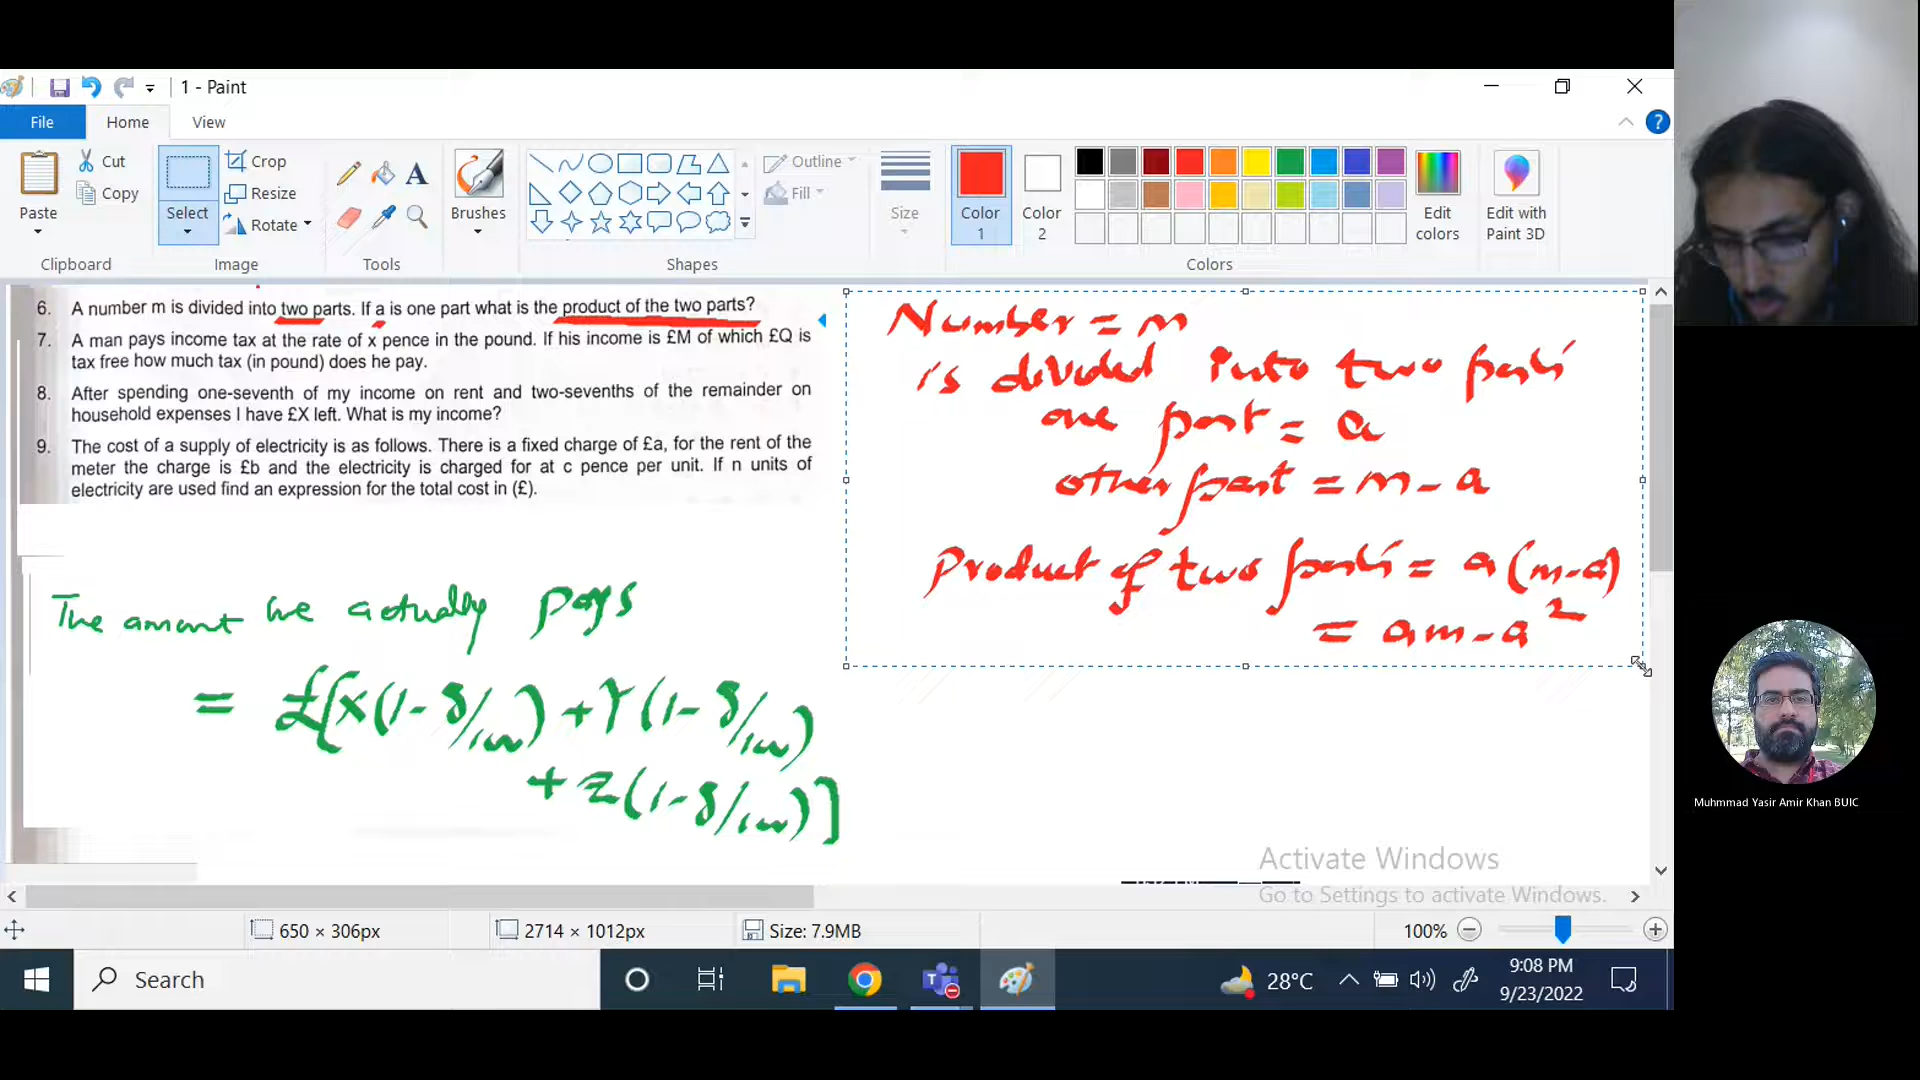 1 - Paint
File Home View
Paste Cut Copy
Select Crop Resize Rotate
Brushes
Outline Fill
Size
Color 1
Color 2
Edit colors
Edit with Paint 3D
Clipboard Image Tools Shapes Colors
6. A number m is divided into two parts. If a is one part what is the product of the two parts?
7. A man pays income tax at the rate of x pence in the pound. If his income is £M of which £Q is
tax free how much tax (in pound) does he pay.
8. After spending one-seventh of my income on rent and two-sevenths of the remainder on
household expenses I have £X left. What is my income?
9. The cost of a supply of electricity is as follows. There is a fixed charge of £a, for the rent of the
meter the charge is £b and the electricity is charged for at c pence per unit. If n units of
electricity are used find an expression for the total cost in (£).
The amount he actually pays
Number = m
is divided into two parts
one part = a
other part = m - a
Product of two parts = a(m-a)
= am - a²
Muhmmad Yasir Amir Khan BUIC
Activate Windows
Go to Settings to activate Windows.
650 × 306px 2714 × 1012px Size: 7.9MB 100%
Search 28°C 9:08 PM
9/23/2022